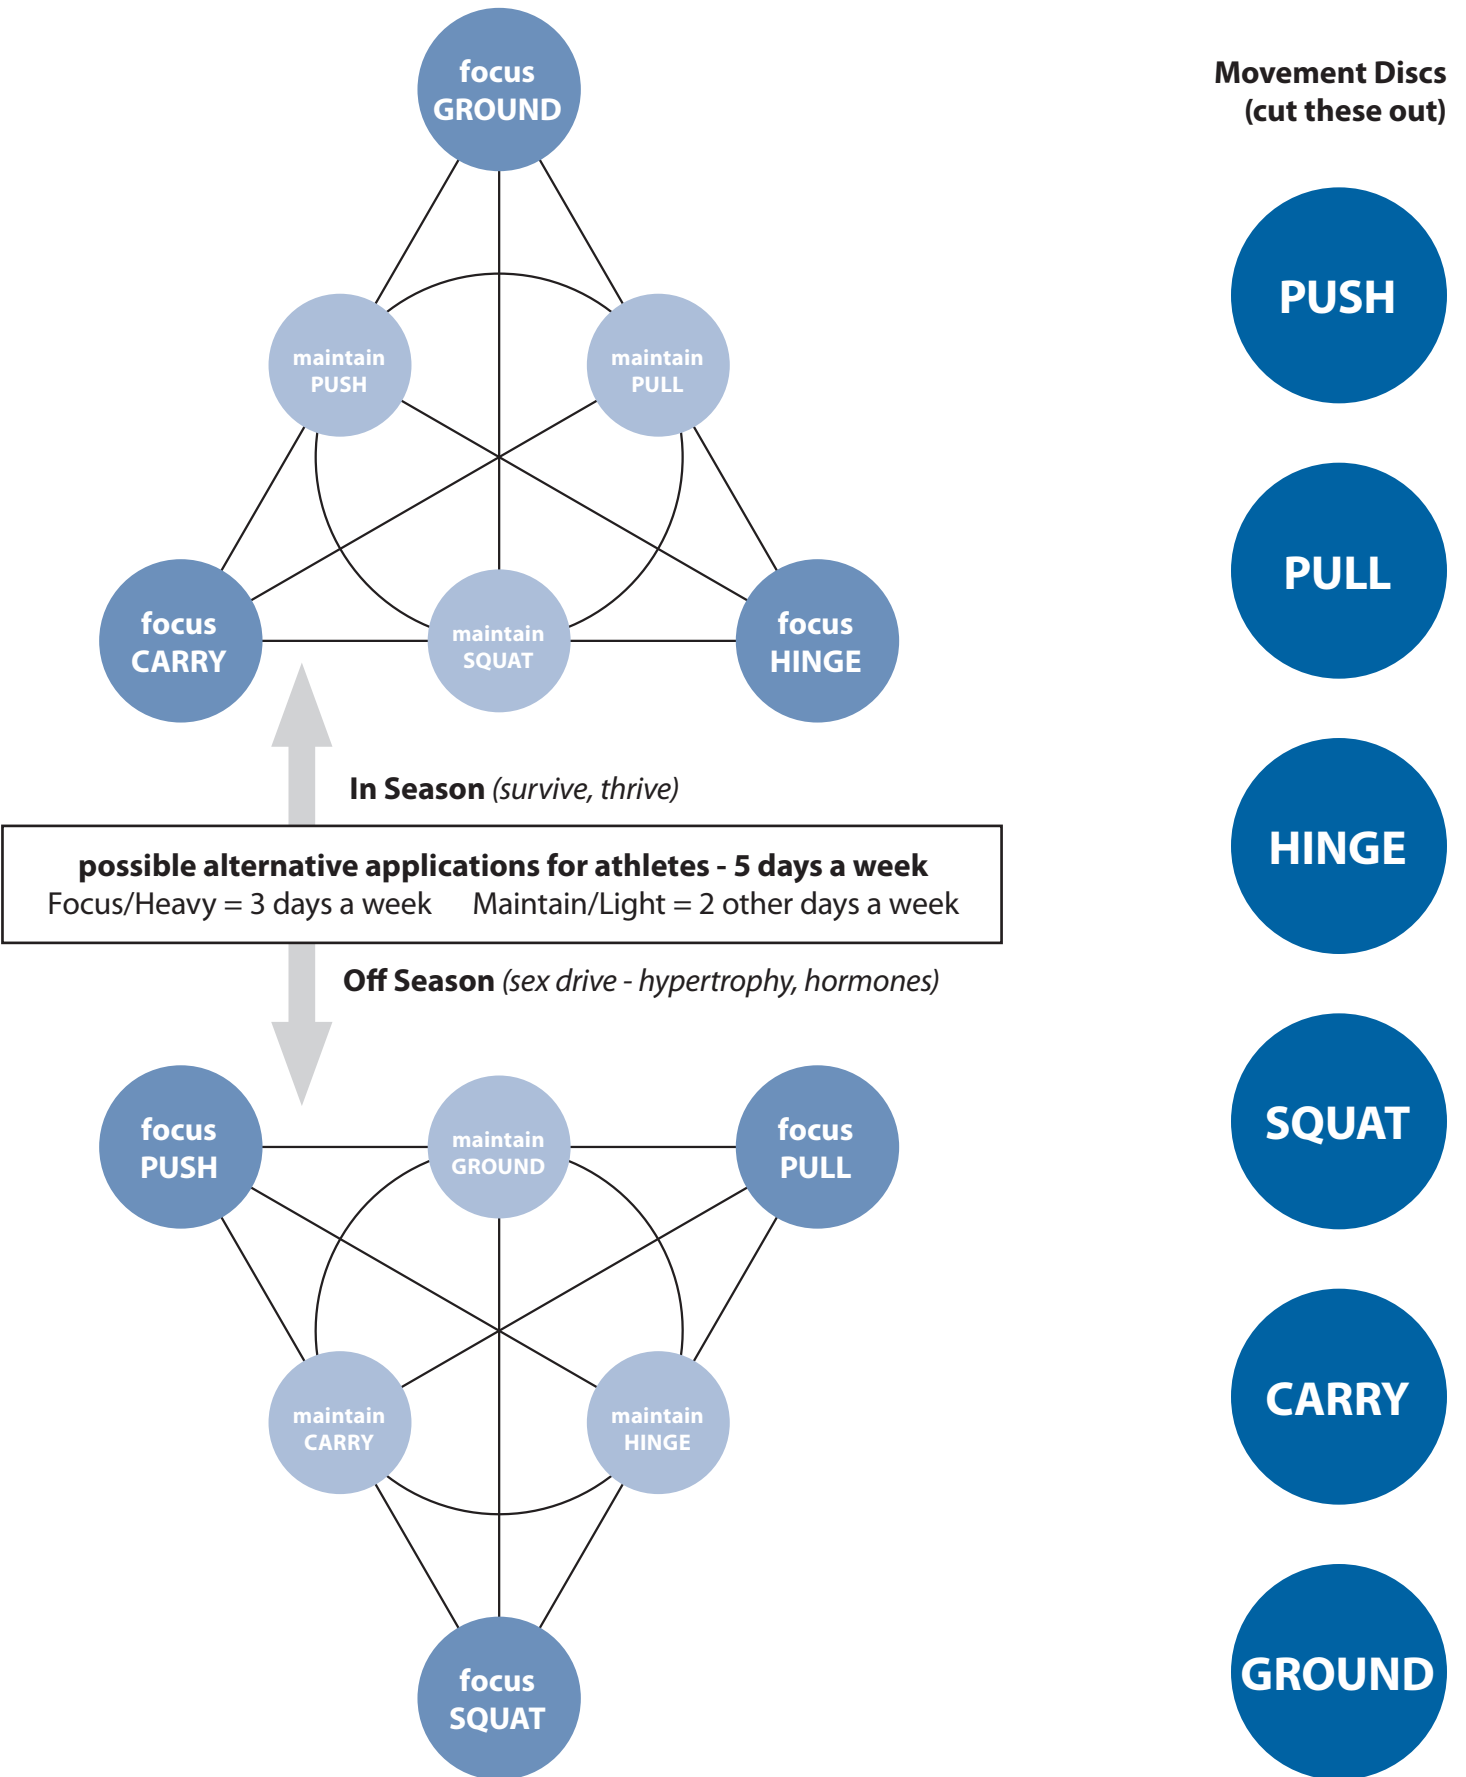 focus
GROUND
maintain
PUSH
maintain
PULL
focus
CARRY
maintain
SQUAT
focus
HINGE
In Season (survive, thrive)
possible alternative applications for athletes - 5 days a week
Focus/Heavy = 3 days a week Maintain/Light = 2 other days a week
Off Season (sex drive - hypertrophy, hormones)
focus
PUSH
maintain
GROUND
focus
PULL
maintain
CARRY
maintain
HINGE
focus
SQUAT
Movement Discs
(cut these out)
PUSH
PULL
HINGE
SQUAT
CARRY
GROUND